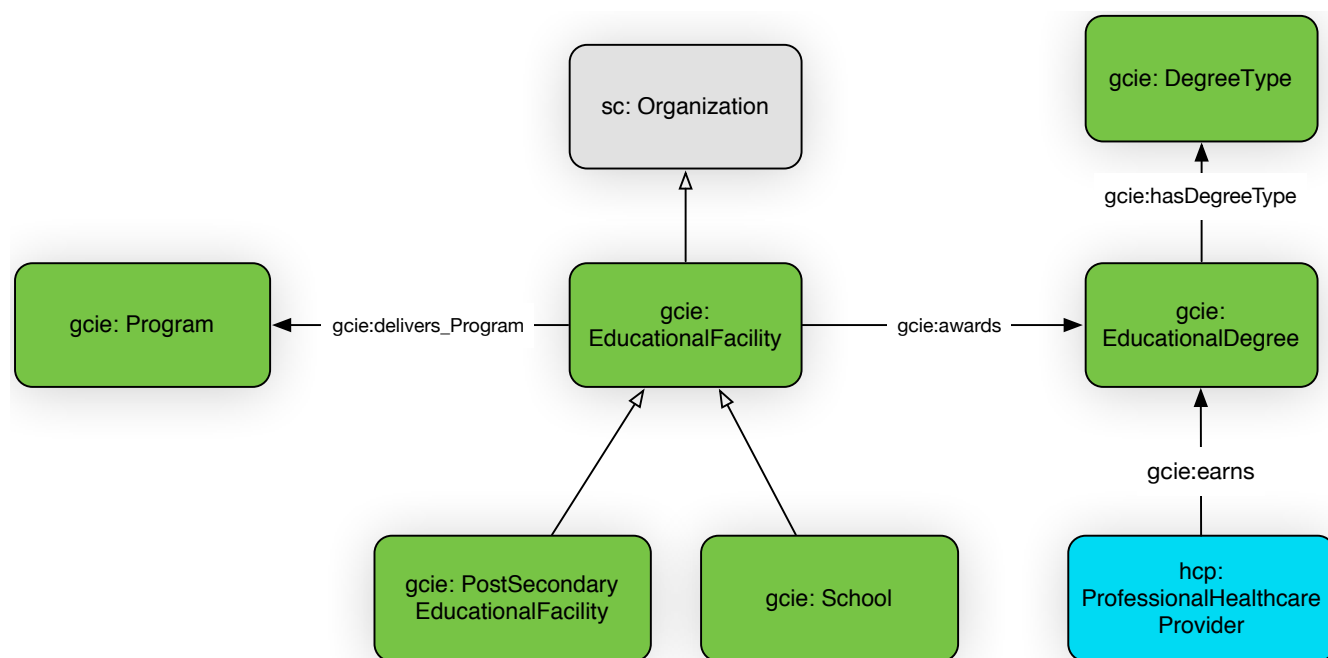 sc: Organization
gcie: DegreeType
gcie:hasDegreeType
gcie: Program
gcie:delivers_Program
gcie:
EducationalFacility
gcie:awards
gcie:
EducationalDegree
gcie:earns
gcie: PostSecondary
EducationalFacility
gcie: School
hcp:
ProfessionalHealthcare
Provider